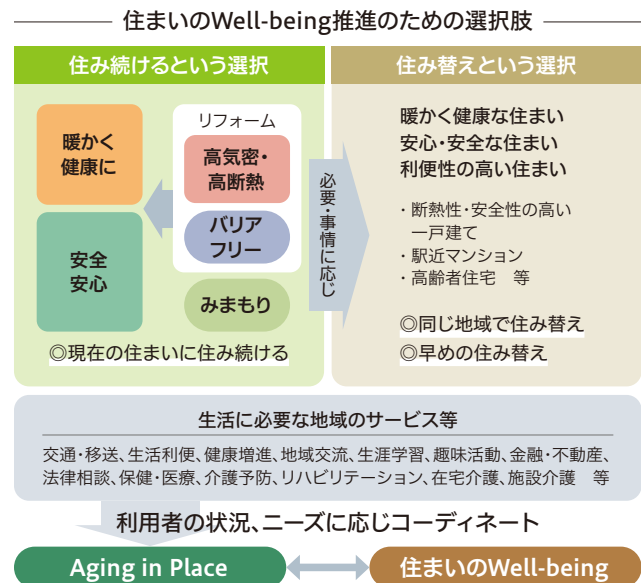 住まいのWell-being推進のための選択肢
住み続けるという選択
暖かく
健康に
安全
安心
リフォーム
高気密・
高断熱
バリア
フリー
みまもり
◎現在の住まいに住み続ける
必要・事情に応じ
住み替えという選択
暖かく健康な住まい
安心・安全な住まい
利便性の高い住まい
・断熱性・安全性の高い
一戸建て
・駅近マンション
・高齢者住宅　等
◎同じ地域で住み替え
◎早めの住み替え
生活に必要な地域のサービス等
交通・移送、生活利便、健康増進、地域交流、生涯学習、趣味活動、金融・不動産、
法律相談、保健・医療、介護予防、リハビリテーション、在宅介護、施設介護　等
利用者の状況、ニーズに応じコーディネート
Aging in Place
住まいのWell-being